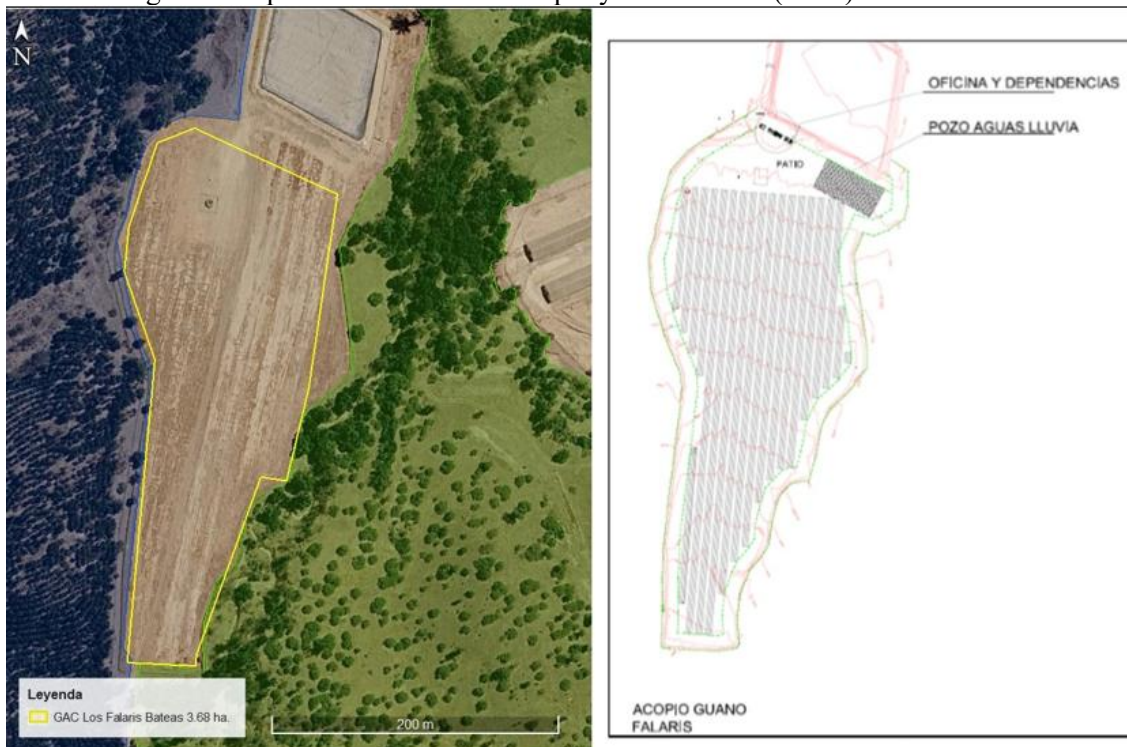 N
Leyenda
GAC Los Falaris Bateas 3.68 ha.
200 m
OFICINA Y DEPENDENCIAS
POZO AGUAS LLUVIA
PATIO
ACOPIO GUANO
FALARIS